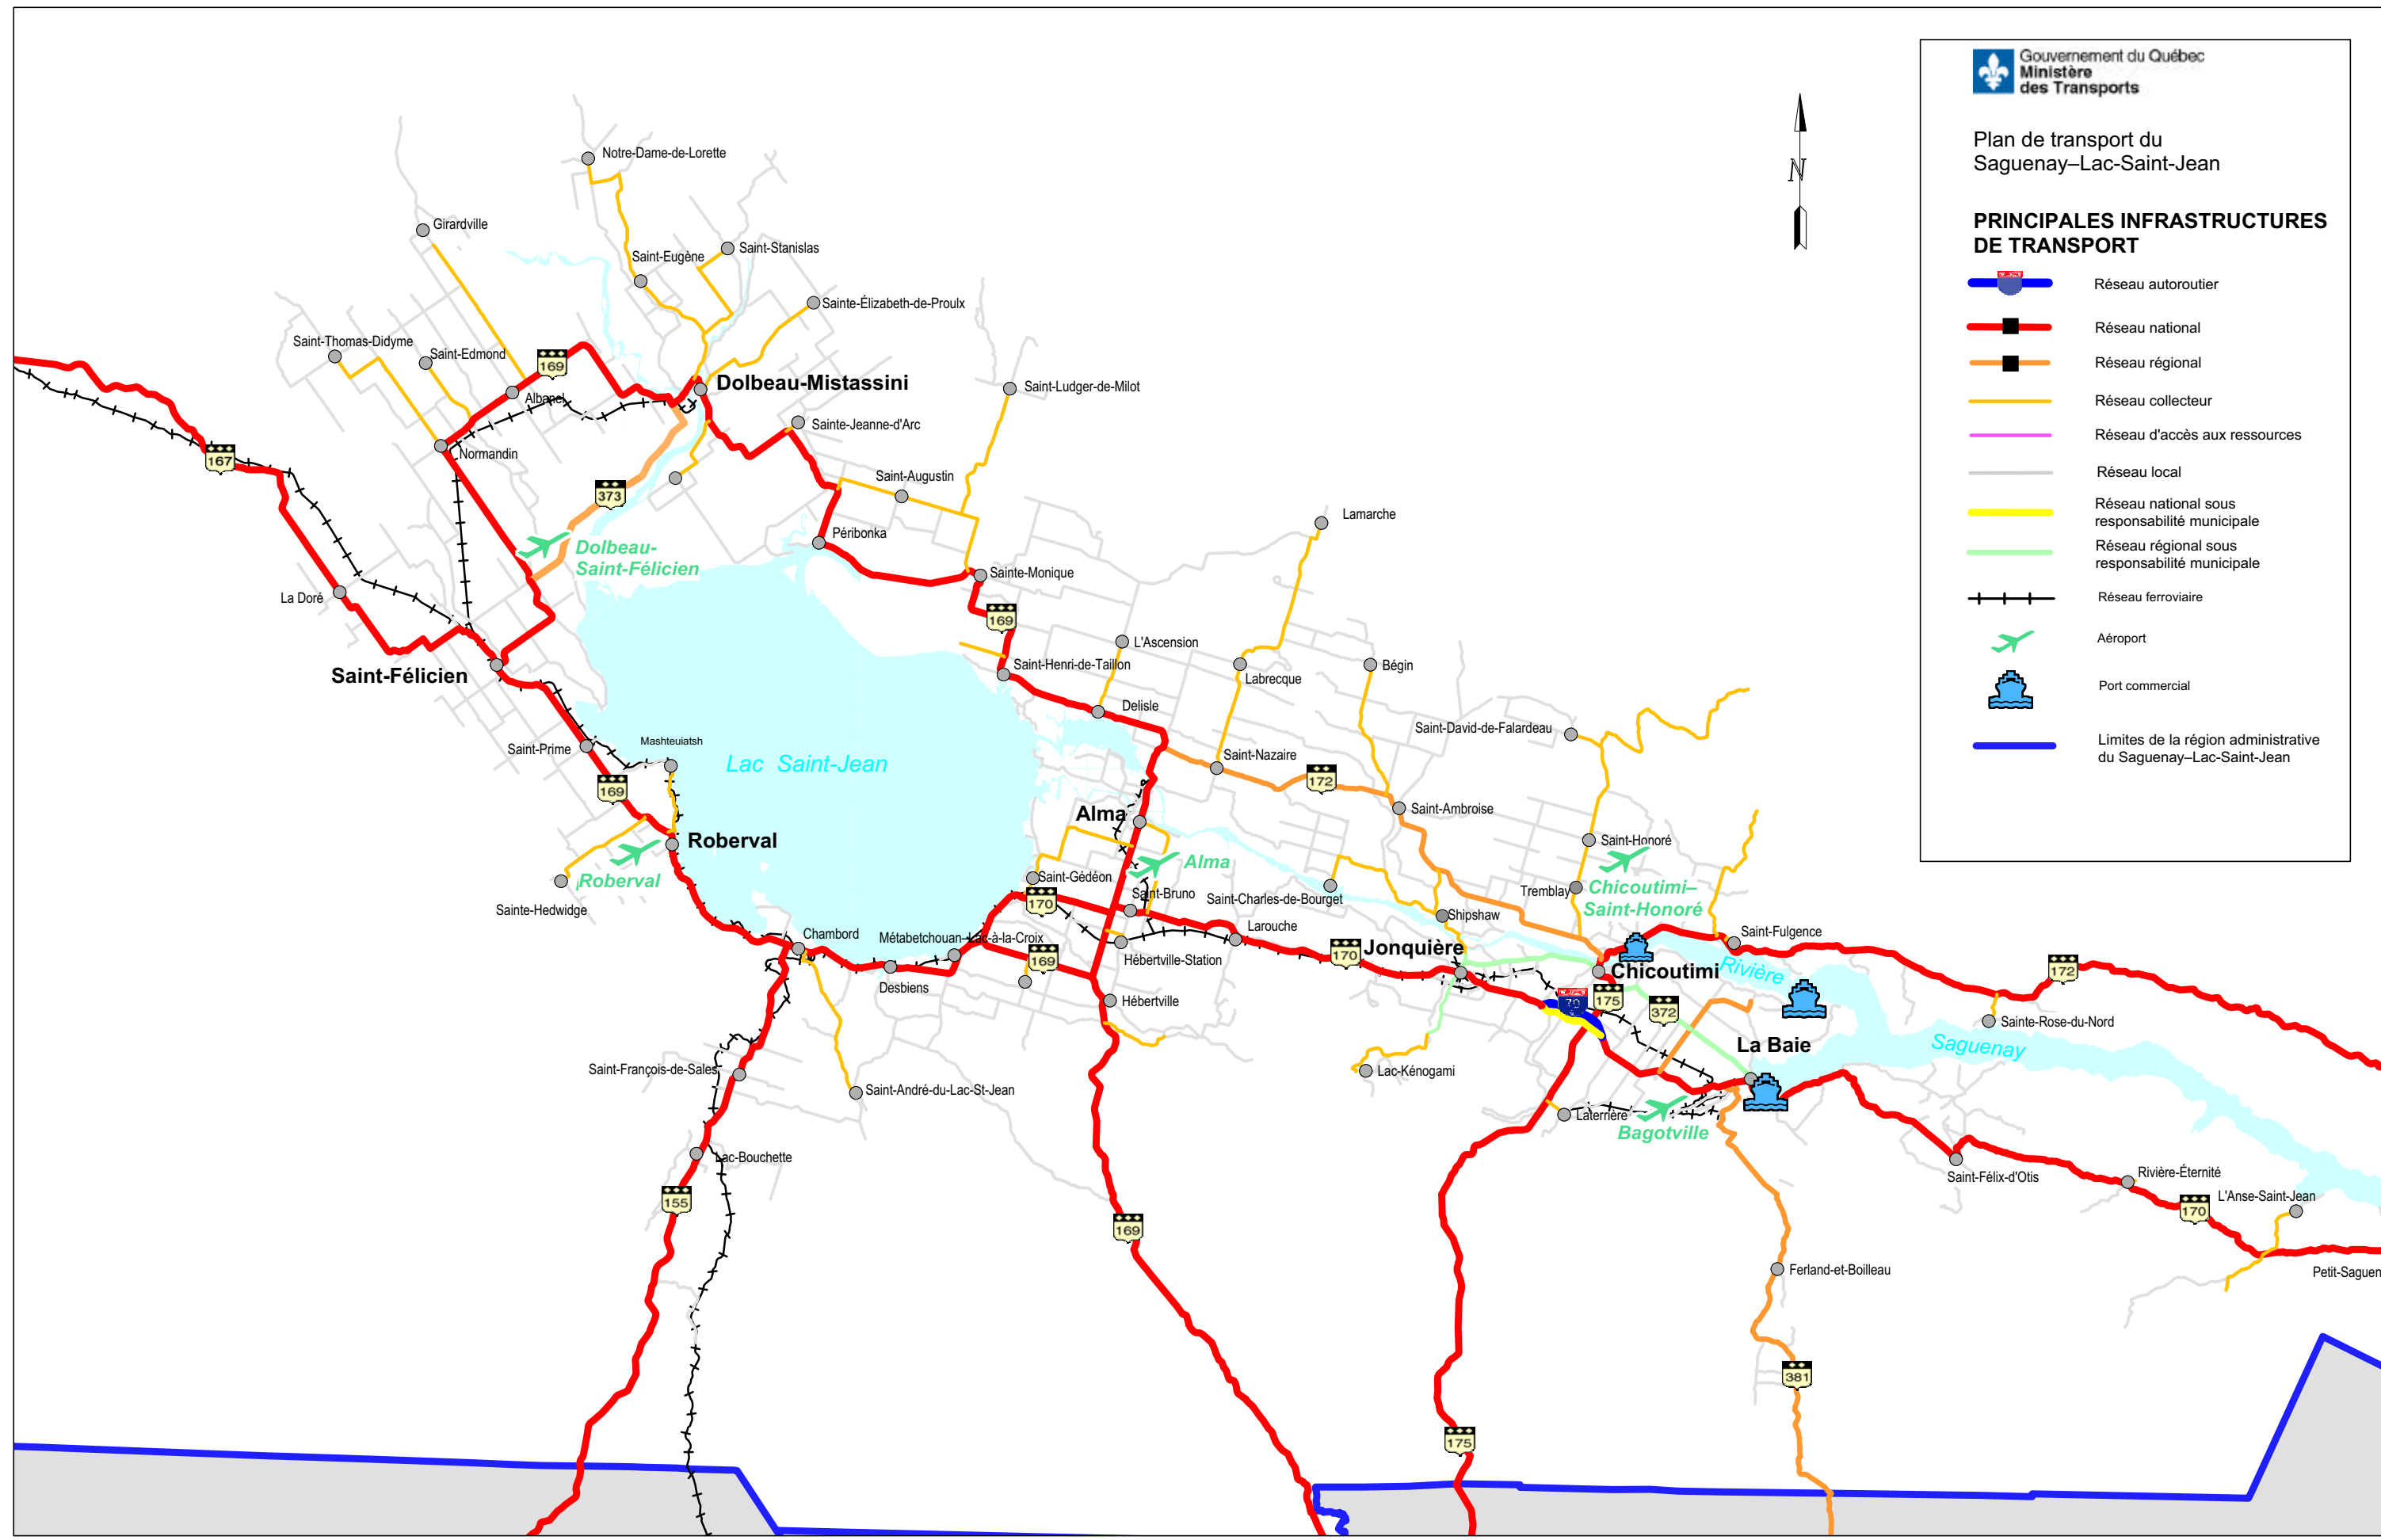 Gouvernement du Québec
Ministère
des Transports
Plan de transport du
Saguenay–Lac-Saint-Jean
PRINCIPALES INFRASTRUCTURES
DE TRANSPORT
Réseau autoroutier
Réseau national
Réseau régional
Réseau collecteur
Réseau d'accès aux ressources
Réseau local
Réseau national sous
responsabilité municipale
Réseau régional sous
responsabilité municipale
Réseau ferroviaire
Aéroport
Port commercial
Limites de la région administrative
du Saguenay–Lac-Saint-Jean
N
Notre-Dame-de-Lorette
Girardville
Saint-Stanislas
Saint-Eugène
Sainte-Élizabeth-de-Proulx
Saint-Thomas-Didyme
Saint-Edmond
169
Dolbeau-Mistassini
Saint-Ludger-de-Milot
Albanel
Sainte-Jeanne-d'Arc
Normandin
167
Saint-Augustin
373
Lamarche
Péribonka
Dolbeau-
Saint-Félicien
Sainte-Monique
La Doré
169
L'Ascension
Saint-Henri-de-Taillon
Labrecque
Bégin
Saint-Félicien
Delisle
Saint-David-de-Falardeau
Saint-Prime
Mashteuiatsh
Saint-Nazaire
Lac Saint-Jean
172
169
Saint-Ambroise
Alma
Roberval
Saint-Honoré
Alma
Roberval
Saint-Gédéon
Tremblay
Chicoutimi–
Saint-Honoré
Saint-Bruno
Saint-Charles-de-Bourget
170
Sainte-Hedwidge
Shipshaw
Chambord
Métabetchouan–Lac-à-la-Croix
Larouche
Saint-Fulgence
Jonquière
170
169
Hébertville-Station
Rivière
Chicoutimi
172
Desbiens
Hébertville
70
175
372
Sainte-Rose-du-Nord
La Baie
Saguenay
Saint-François-de-Sales
Lac-Kénogami
Saint-André-du-Lac-St-Jean
Laterrière
Bagotville
Lac-Bouchette
Saint-Félix-d'Otis
Rivière-Éternité
155
L'Anse-Saint-Jean
170
169
Ferland-et-Boilleau
Petit-Saguen
381
175